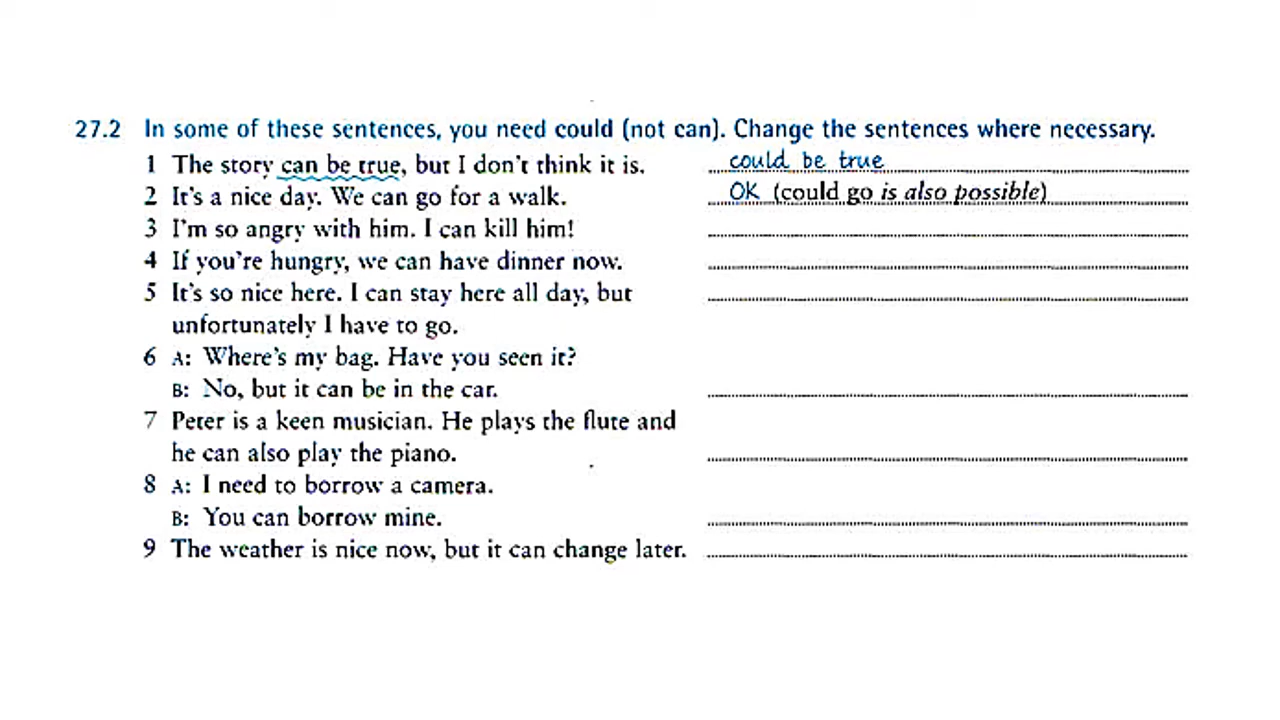 27.2 In some of these sentences, you need could (not can). Change the sentences where necessary.
1 The story can be true, but I don't think it is. could be true
2 It's a nice day. We can go for a walk. OK (could go is also possible)
3 I'm so angry with him. I can kill him!
4 If you're hungry, we can have dinner now.
5 It's so nice here. I can stay here all day, but
unfortunately I have to go.
6 A: Where's my bag. Have you seen it?
B: No, but it can be in the car.
7 Peter is a keen musician. He plays the flute and
he can also play the piano.
8 A: I need to borrow a camera.
B: You can borrow mine.
9 The weather is nice now, but it can change later.